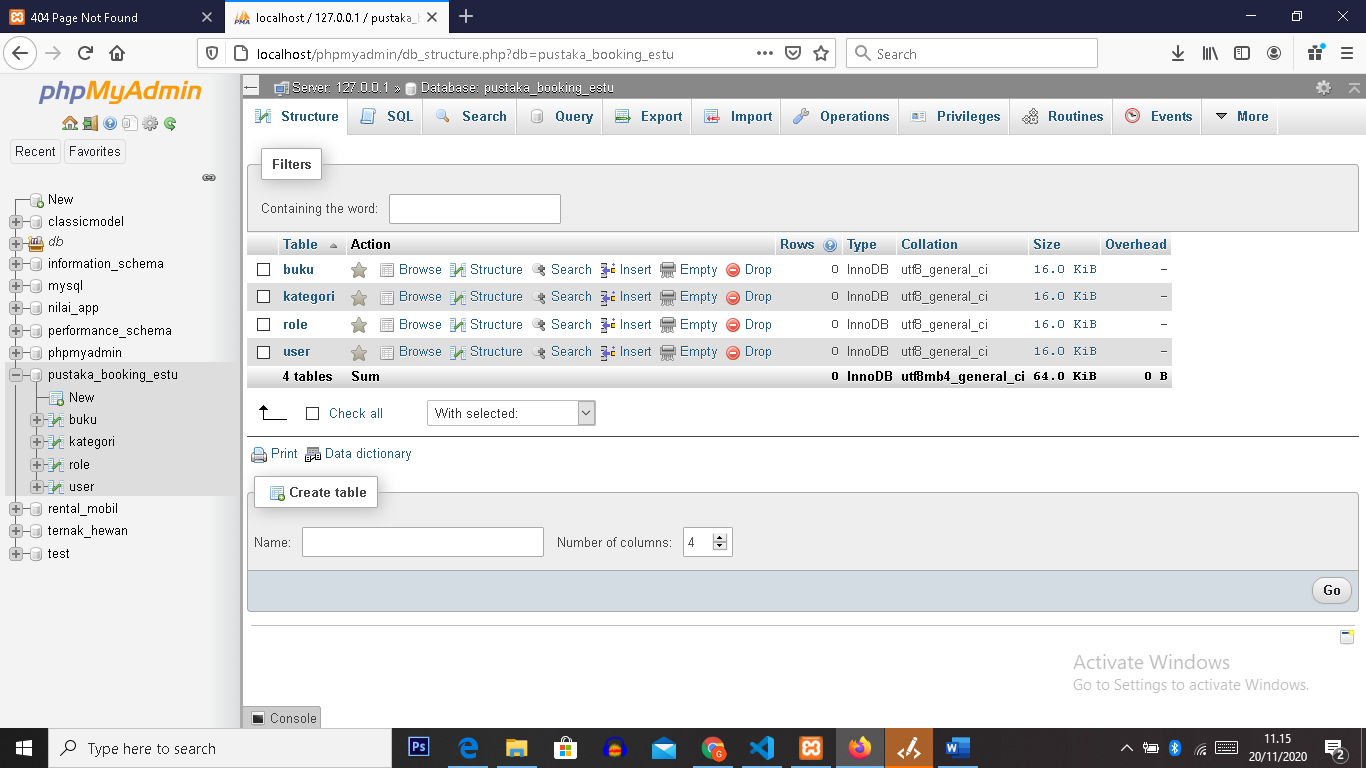 404 Page Not Found
localhost / 127.0.0.1 / pustaka_b
localhost/phpmyadmin/db_structure.php?db=pustaka_booking_estu
Search
phpMyAdmin
Recent Favorites
New
classicmodel
db
information_schema
mysql
nilai_app
performance_schema
phpmyadmin
pustaka_booking_estu
New
buku
kategori
role
user
rental_mobil
ternak_hewan
test
Server: 127.0.0.1 » Database: pustaka_booking_estu
Structure SQL Search Query Export Import Operations Privileges Routines Events More
Filters
Containing the word:
Table Action Rows Type Collation Size Overhead
buku Browse Structure Search Insert Empty Drop 0 InnoDB utf8_general_ci 16.0 KiB -
kategori Browse Structure Search Insert Empty Drop 0 InnoDB utf8_general_ci 16.0 KiB -
role Browse Structure Search Insert Empty Drop 0 InnoDB utf8_general_ci 16.0 KiB -
user Browse Structure Search Insert Empty Drop 0 InnoDB utf8_general_ci 16.0 KiB -
4 tables Sum 0 InnoDB utf8mb4_general_ci 64.0 KiB 0 B
Check all With selected:
Print Data dictionary
Create table
Name: Number of columns: 4
Go
Activate Windows
Go to Settings to activate Windows.
Console
Type here to search
Ps
G
11.15
20/11/2020
2